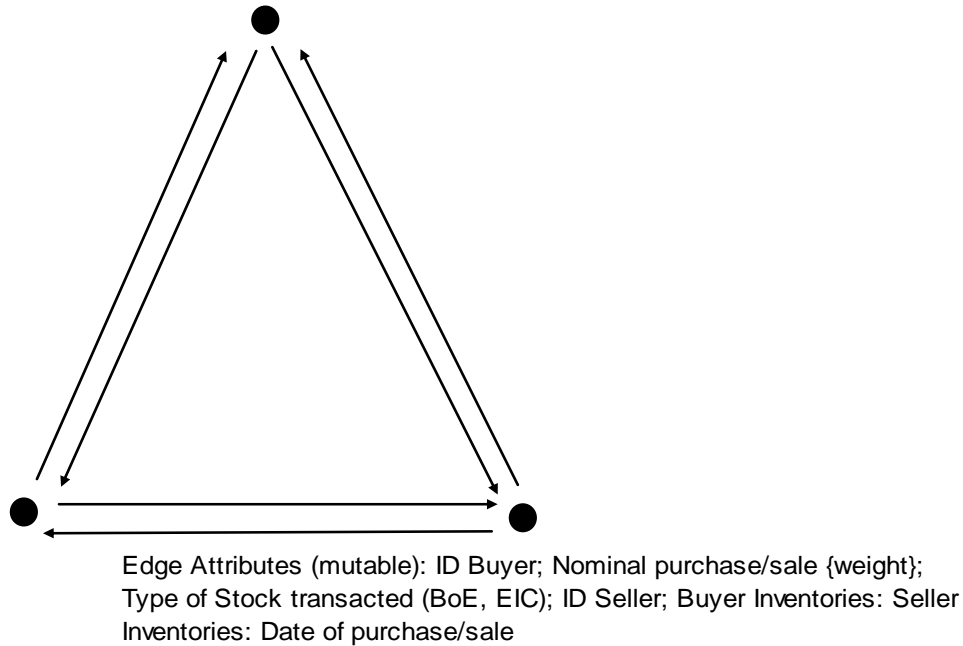 Edge Attributes (mutable): ID Buyer; Nominal purchase/sale {weight};
Type of Stock transacted (BoE, EIC); ID Seller; Buyer Inventories: Seller
Inventories: Date of purchase/sale